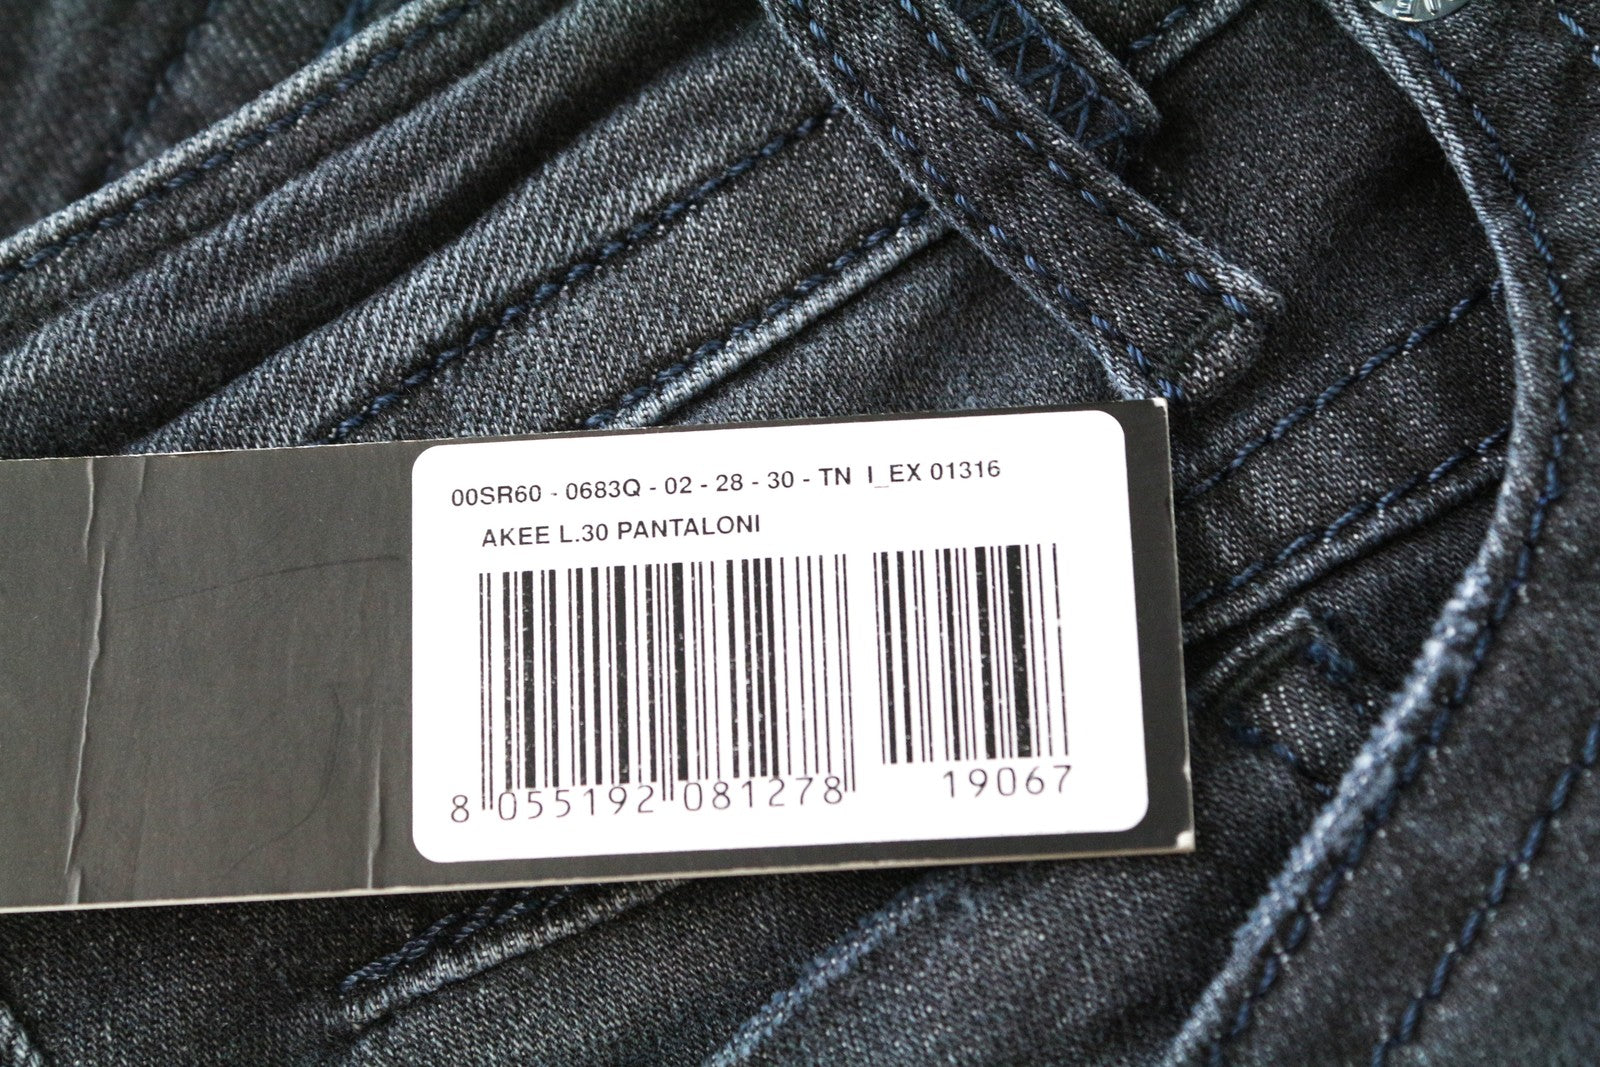 00SR60 - 0683Q - 02 - 28 - 30 - TN I_EX 01316
AKEE L.30 PANTALONI
8 055192 081278 19067